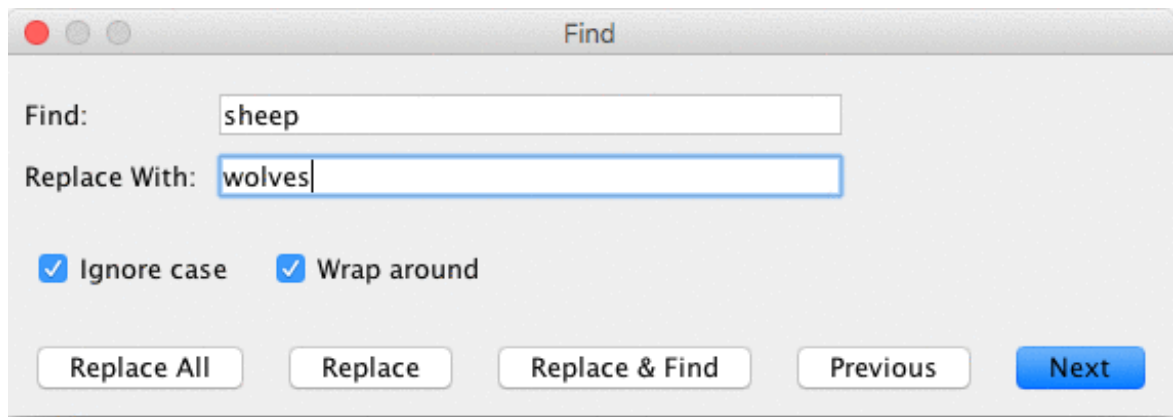 Find
Find: sheep
Replace With: wolves
Ignore case Wrap around
Replace All Replace Replace & Find Previous Next